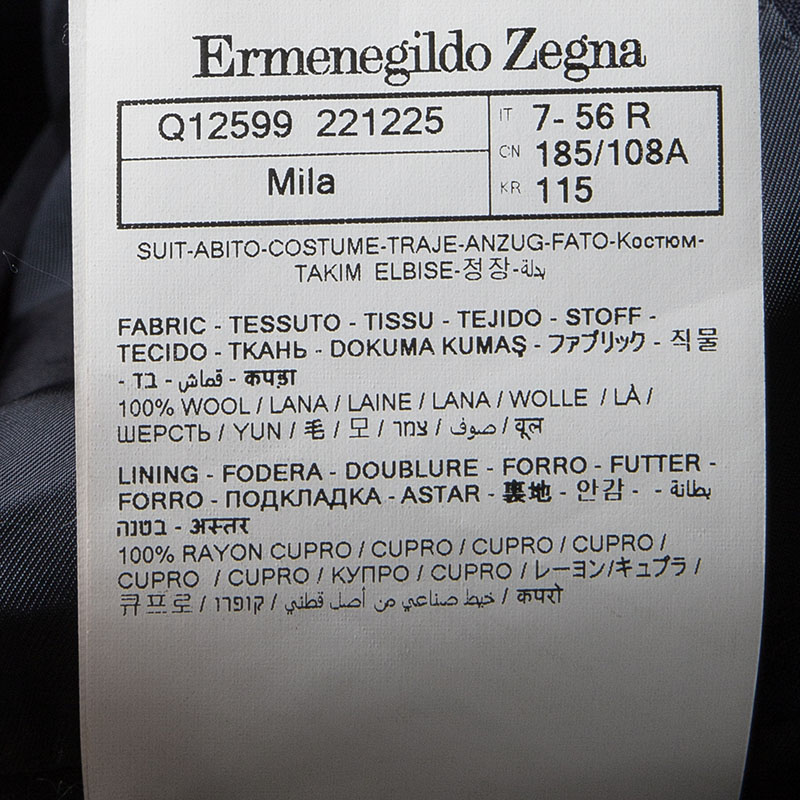 Ermenegildo Zegna
Q12599 221225
Mila
IT 7- 56 R
CN 185/108A
KR 115
SUIT-ABITO-COSTUME-TRAJE-ANZUG-FATO-Костюм-
TAKIM ELBISE-정장-بدلة
FABRIC - TESSUTO - TISSU - TEJIDO - STOFF -
TECIDO - ТКАНЬ - DOKUMA KUMAŞ - ファブリック - 직물
- בד - قماش - कपड़ा
100% WOOL / LANA / LAINE / LANA / WOLLE / LÀ /
ШЕРСТЬ / YUN / 毛 / 모 / צמר / صوف / वूल
LINING - FODERA - DOUBLURE - FORRO - FUTTER -
FORRO - ПОДКЛАДКА - ASTAR - 裏地 - 안감 - - بطانة
בטנה - अस्तर
100% RAYON CUPRO / CUPRO / CUPRO / CUPRO /
CUPRO / CUPRO / КУПРО / CUPRO / レーヨン/キュプラ /
큐프로 / קופרו / خيط صناعي من أصل قطني / कपरो